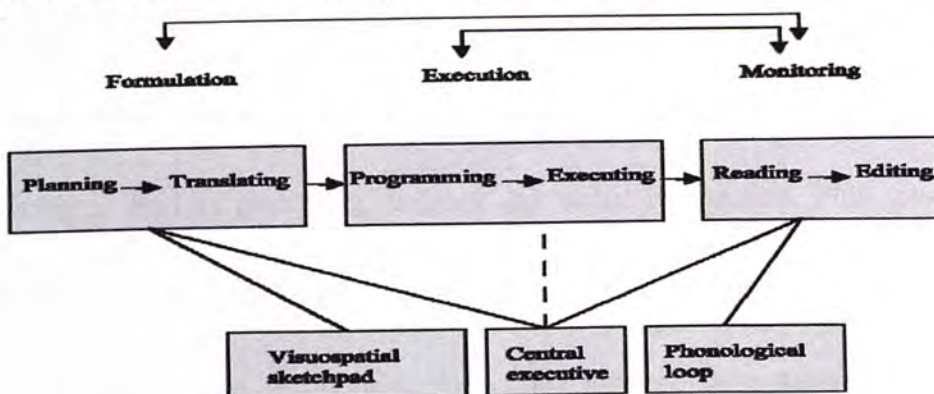 Formulation Execution Monitoring
Planning Translating Programming Executing Reading Editing
Visuospatial
sketchpad
Central
executive
Phonological
loop